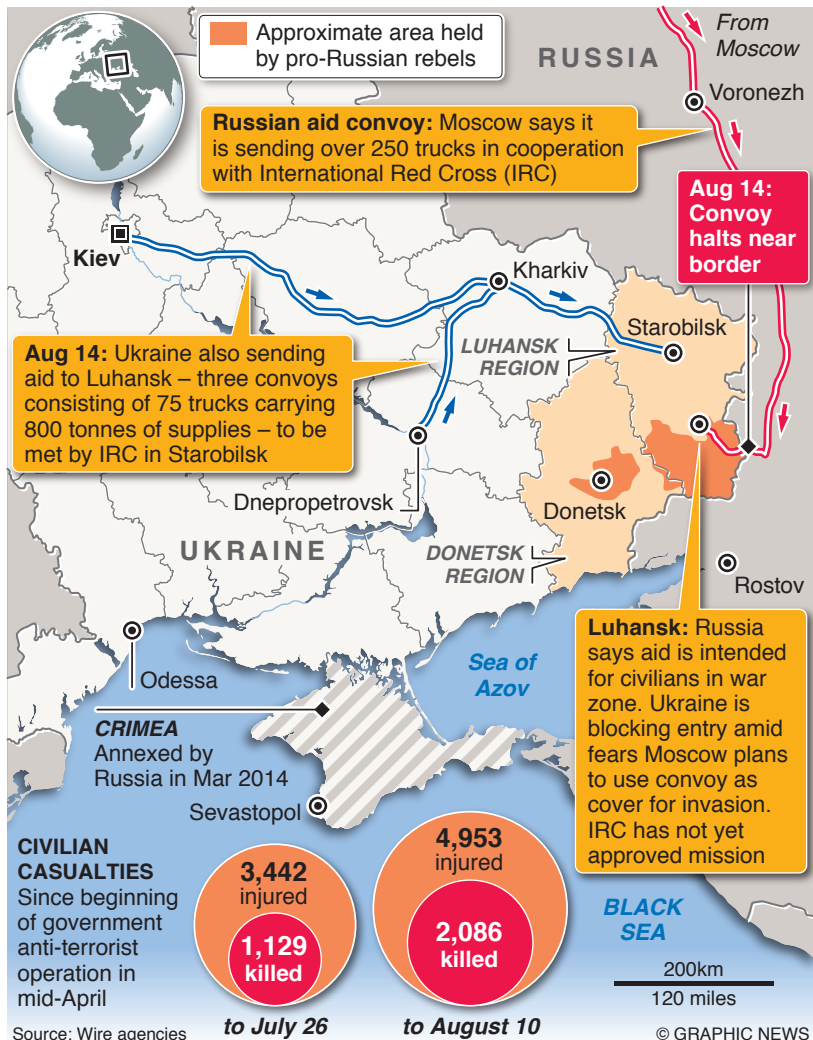 Approximate area held
by pro-Russian rebels
RUSSIA
From
Moscow
Voronezh
Russian aid convoy: Moscow says it
is sending over 250 trucks in cooperation
with International Red Cross (IRC)
Aug 14:
Convoy
halts near
border
Kiev
Kharkiv
Starobilsk
LUHANSK
REGION
Aug 14: Ukraine also sending
aid to Luhansk – three convoys
consisting of 75 trucks carrying
800 tonnes of supplies – to be
met by IRC in Starobilsk
Dnepropetrovsk
Donetsk
UKRAINE
DONETSK
REGION
Rostov
Luhansk: Russia
says aid is intended
for civilians in war
zone. Ukraine is
blocking entry amid
fears Moscow plans
to use convoy as
cover for invasion.
IRC has not yet
approved mission
Sea of
Azov
Odessa
CRIMEA
Annexed by
Russia in Mar 2014
Sevastopol
CIVILIAN
CASUALTIES
Since beginning
of government
anti-terrorist
operation in
mid-April
3,442
injured
1,129
killed
to July 26
4,953
injured
2,086
killed
to August 10
BLACK
SEA
200km
120 miles
Source: Wire agencies
© GRAPHIC NEWS